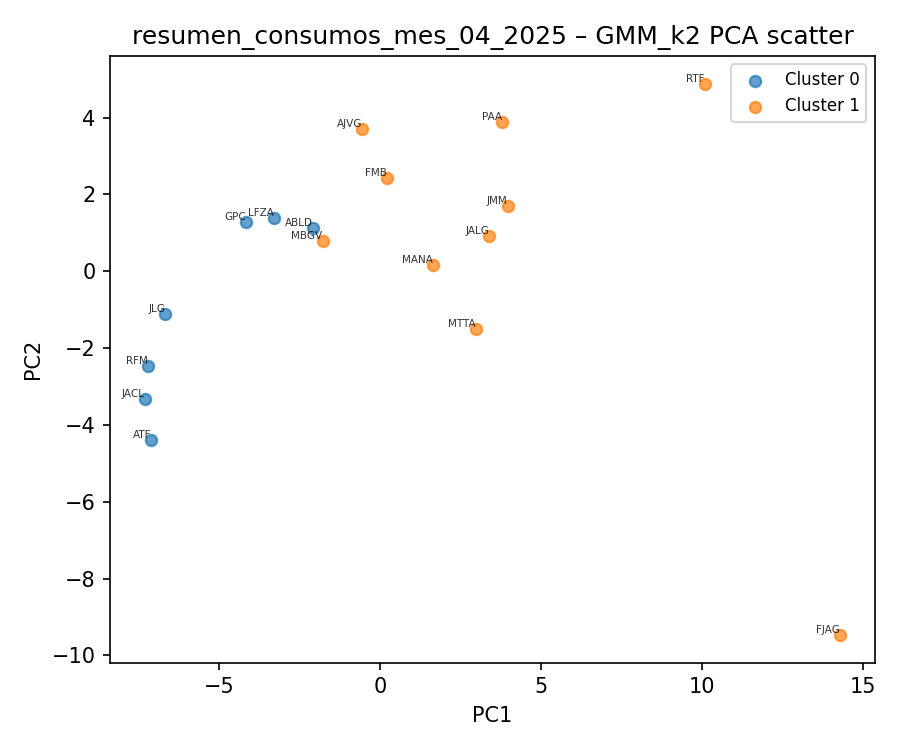 resumen_consumos_mes_04_2025 – GMM_k2 PCA scatter
Cluster 0
Cluster 1
RTF
PAA
AJVG
FMB
JMM
GPC
LFZA
ABLD
MBGV
JALG
MANA
JLG
MTTA
RFM
JACL
ATF
FJAG
4
2
0
−2
−4
−6
−8
−10
PC2
−5
0
5
10
15
PC1